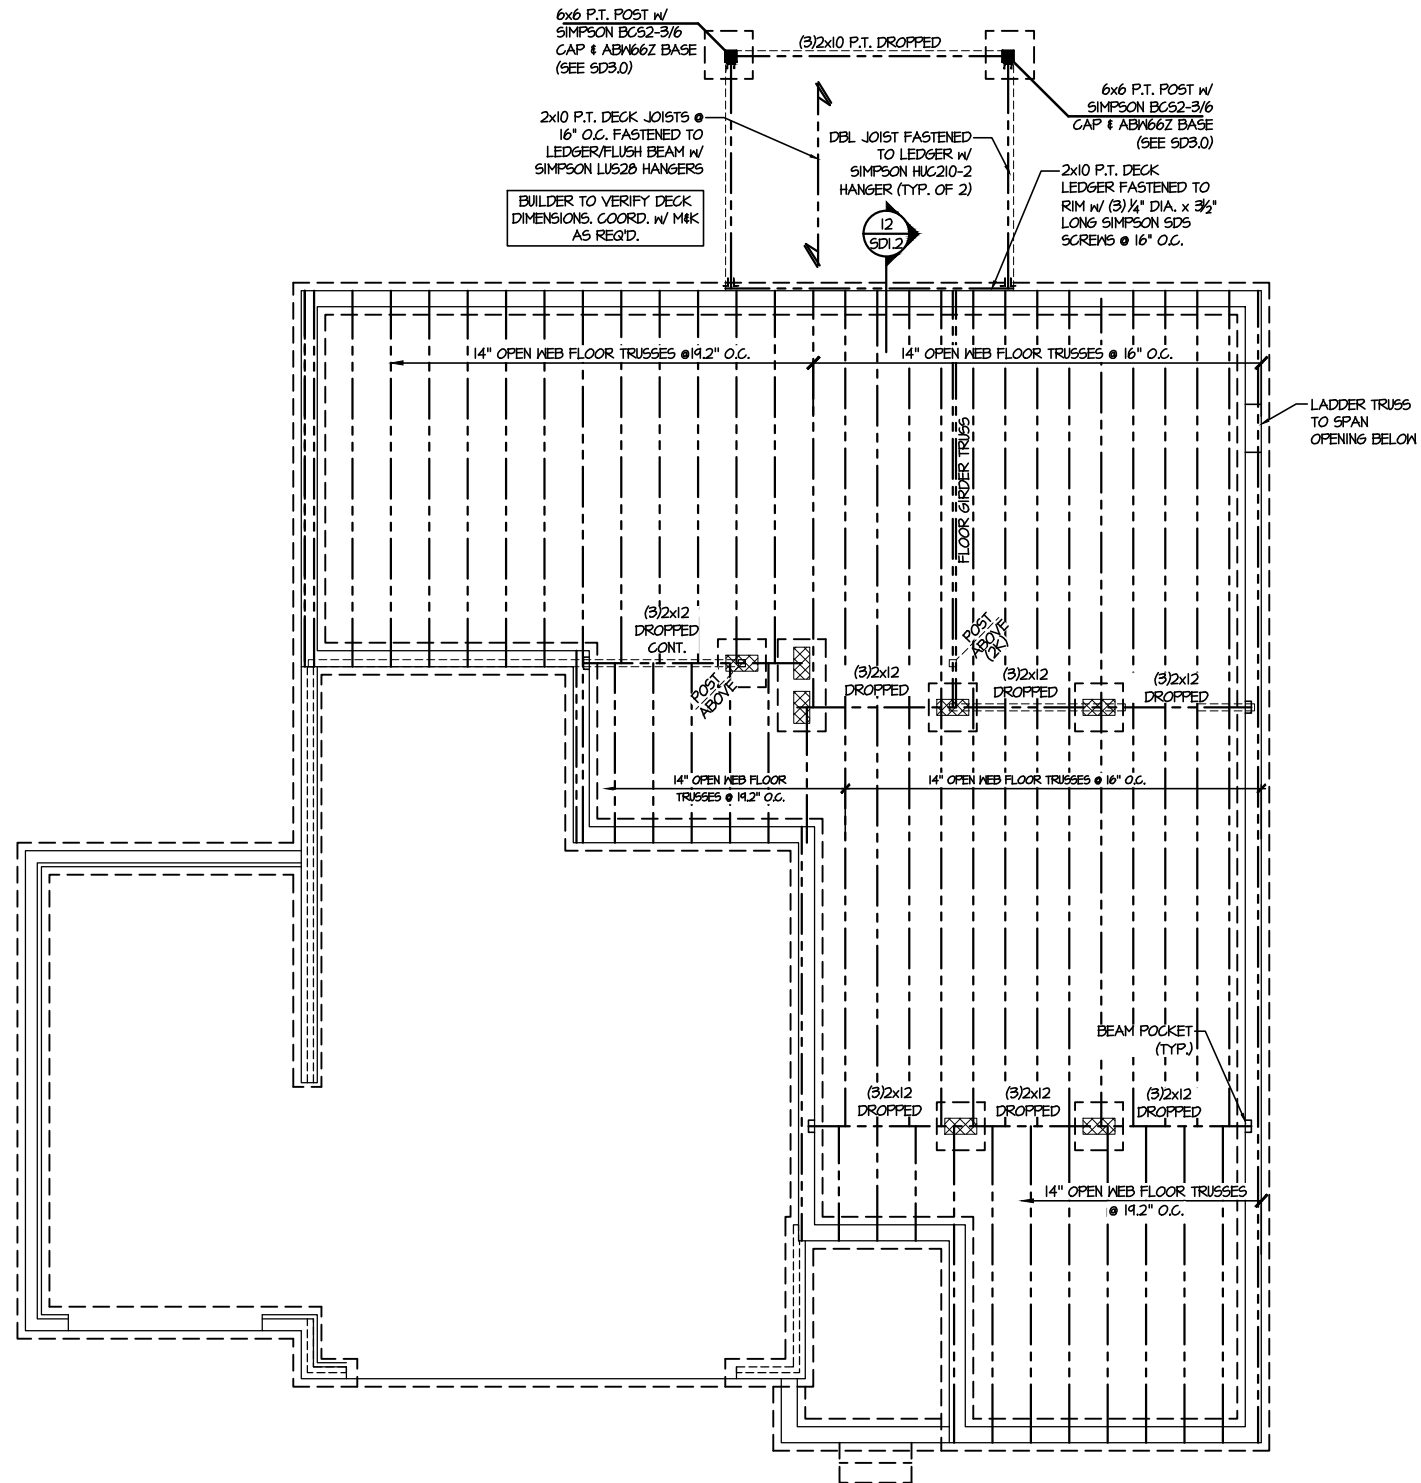 6x6 P.T. POST w/
SIMPSON BCS2-3/6
CAP & ABW66Z BASE
(SEE SD3.0)
(3)2x10 P.T. DROPPED
6x6 P.T. POST w/
SIMPSON BCS2-3/6
CAP & ABW66Z BASE
(SEE SD3.0)
2x10 P.T. DECK JOISTS @
16" O.C. FASTENED TO
LEDGER/FLUSH BEAM w/
SIMPSON LUS28 HANGERS
DBL JOIST FASTENED
TO LEDGER w/
SIMPSON HUC210-2
HANGER (TYP. OF 2)
2x10 P.T. DECK
LEDGER FASTENED TO
RIM w/ (3) 1/4" DIA. x 3 1/2"
LONG SIMPSON SDS
SCREWS @ 16" O.C.
BUILDER TO VERIFY DECK
DIMENSIONS. COORD. w/ M&K
AS REQ'D.
12
SD1.2
14" OPEN WEB FLOOR TRUSSES @19.2" O.C.
14" OPEN WEB FLOOR TRUSSES @ 16" O.C.
LADDER TRUSS
TO SPAN
OPENING BELOW
FLOOR GIRDER TRUSS
(3)2x12
DROPPED
CONT.
POST
ABOVE
(2K)
POST
ABOVE
(3)2x12
DROPPED
(3)2x12
DROPPED
(3)2x12
DROPPED
14" OPEN WEB FLOOR
TRUSSES @ 19.2" O.C.
14" OPEN WEB FLOOR TRUSSES @ 16" O.C.
BEAM POCKET
(TYP.)
(3)2x12
DROPPED
(3)2x12
DROPPED
(3)2x12
DROPPED
14" OPEN WEB FLOOR TRUSSES
@ 19.2" O.C.